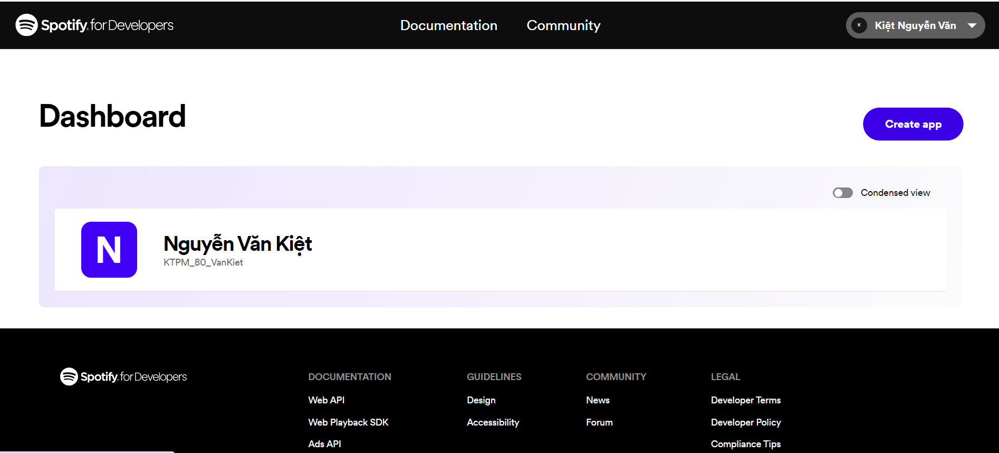 Spotify for Developers
Documentation
Community
K
Kiệt Nguyễn Văn
Dashboard
Create app
Condensed view
N
Nguyễn Văn Kiệt
KTPM_80_VanKiet
Spotify for Developers
DOCUMENTATION
Web API
Web Playback SDK
Ads API
GUIDELINES
Design
Accessibility
COMMUNITY
News
Forum
LEGAL
Developer Terms
Developer Policy
Compliance Tips